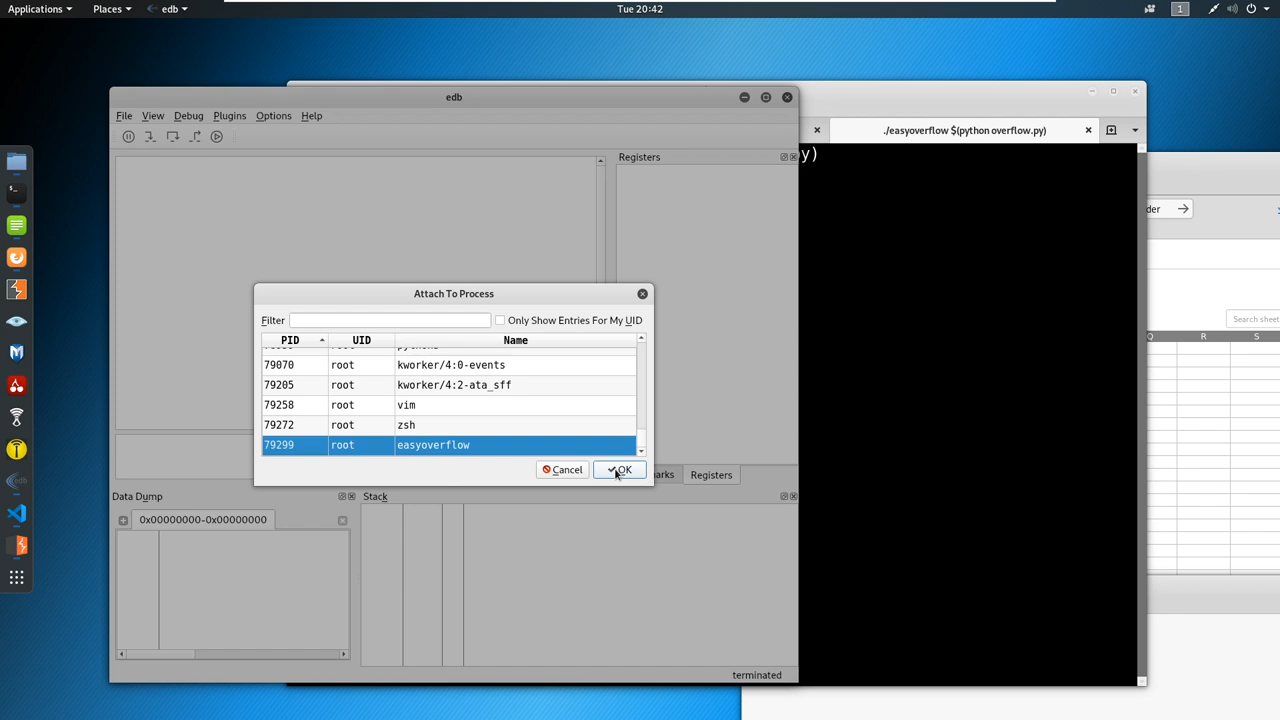 Applications Places edb Tue 20:42 1
edb
File View Debug Plugins Options Help
./easyoverflow $(python overflow.py)
Registers
y)
der
Search sheet
Q R S
Attach To Process
Filter Only Show Entries For My UID
PID UID Name
79070 root kworker/4:0-events
79205 root kworker/4:2-ata_sff
79258 root vim
79272 root zsh
79299 root easyoverflow
Cancel OK
arks Registers
Data Dump Stack
0x00000000-0x00000000
terminated